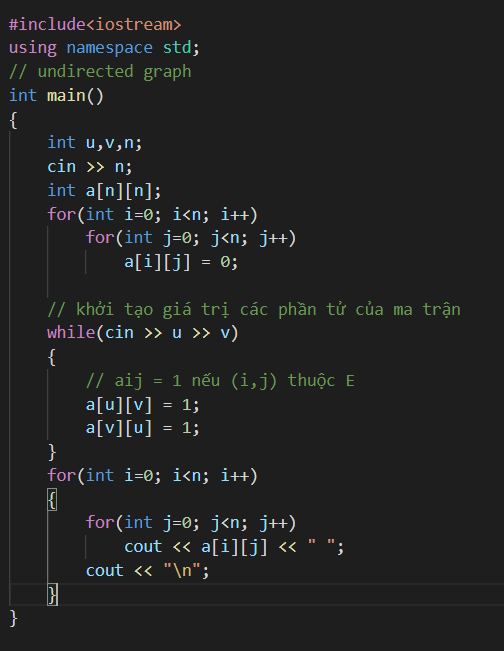 #include<iostream>
using namespace std;
// undirected graph
int main()
{
    int u,v,n;
    cin >> n;
    int a[n][n];
    for(int i=0; i<n; i++)
        for(int j=0; j<n; j++)
            a[i][j] = 0;

    // khởi tạo giá trị các phần tử của ma trận
    while(cin >> u >> v)
    {
        // aij = 1 nếu (i,j) thuộc E
        a[u][v] = 1;
        a[v][u] = 1;
    }
    for(int i=0; i<n; i++)
    {
        for(int j=0; j<n; j++)
            cout << a[i][j] << " ";
        cout << "\n";
    }
}